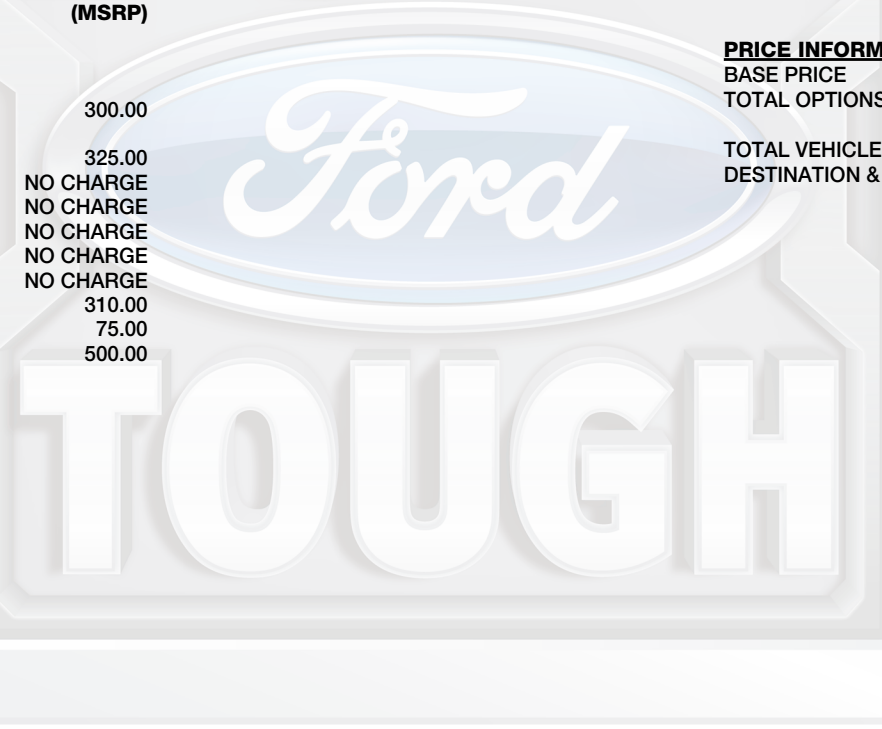 (MSRP)
300.00
325.00
NO CHARGE
NO CHARGE
NO CHARGE
NO CHARGE
NO CHARGE
310.00
75.00
500.00
PRICE INFORM
BASE PRICE
TOTAL OPTIONS
TOTAL VEHICLE
DESTINATION &
Ford
TOUGH